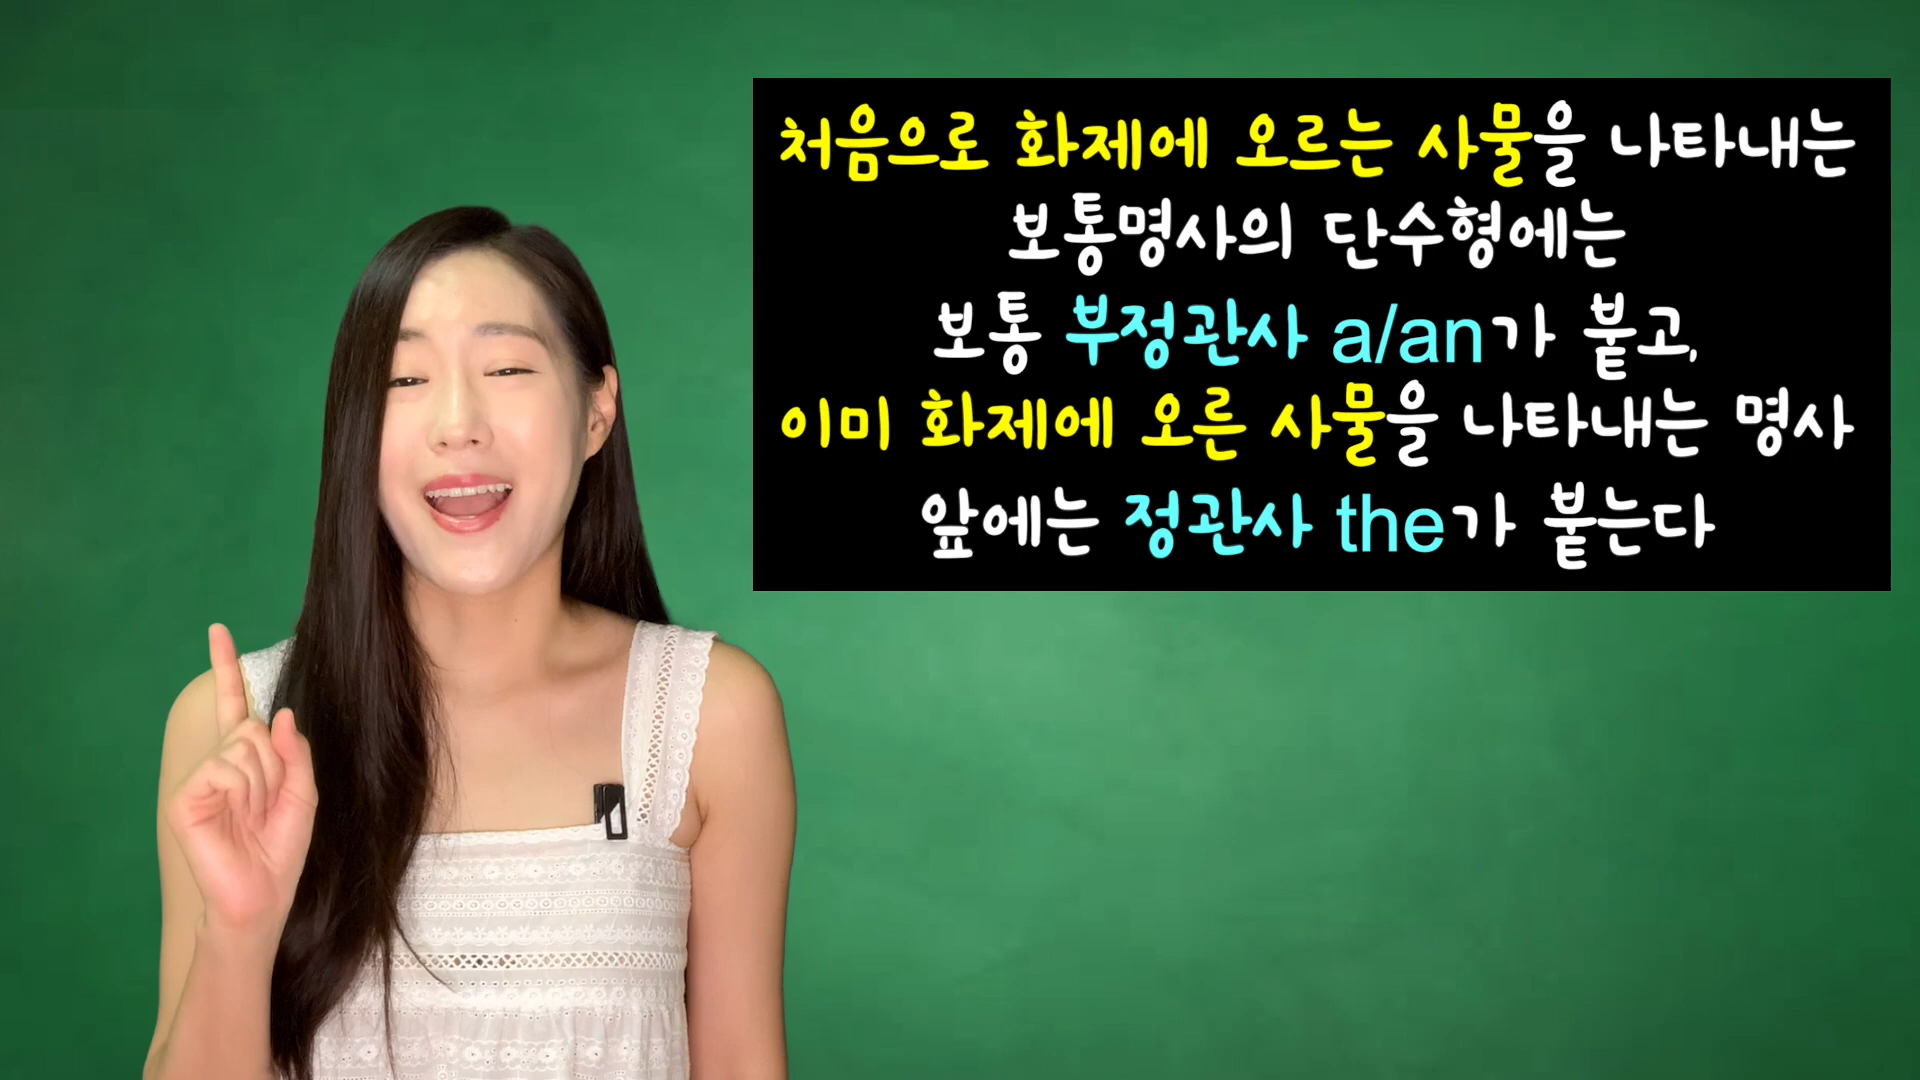 처음으로 화제에 오르는 사물을 나타내는
보통명사의 단수형에는
보통 부정관사 a/an가 붙고,
이미 화제에 오른 사물을 나타내는 명사
앞에는 정관사 the가 붙는다